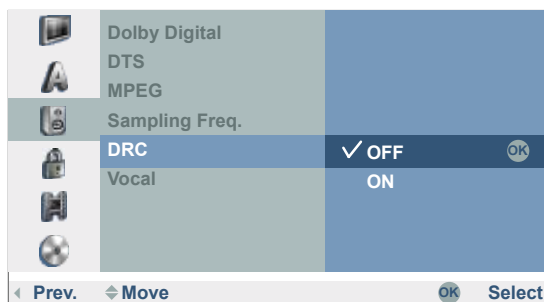 Dolby Digital
DTS
MPEG
Sampling Freq.
DRC
OFF OK
Vocal
ON
Prev. Move OK Select